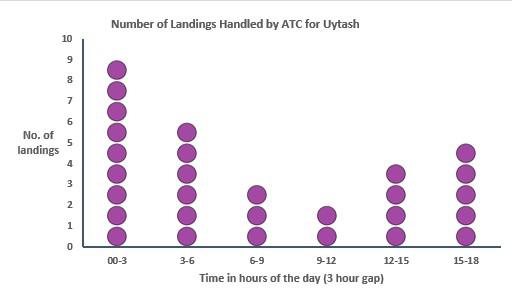 Number of Landings Handled by ATC for Uytash
10
9
8
7
6
5
4
3
2
1
0
No. of
landings
00-3 3-6 6-9 9-12 12-15 15-18
Time in hours of the day (3 hour gap)